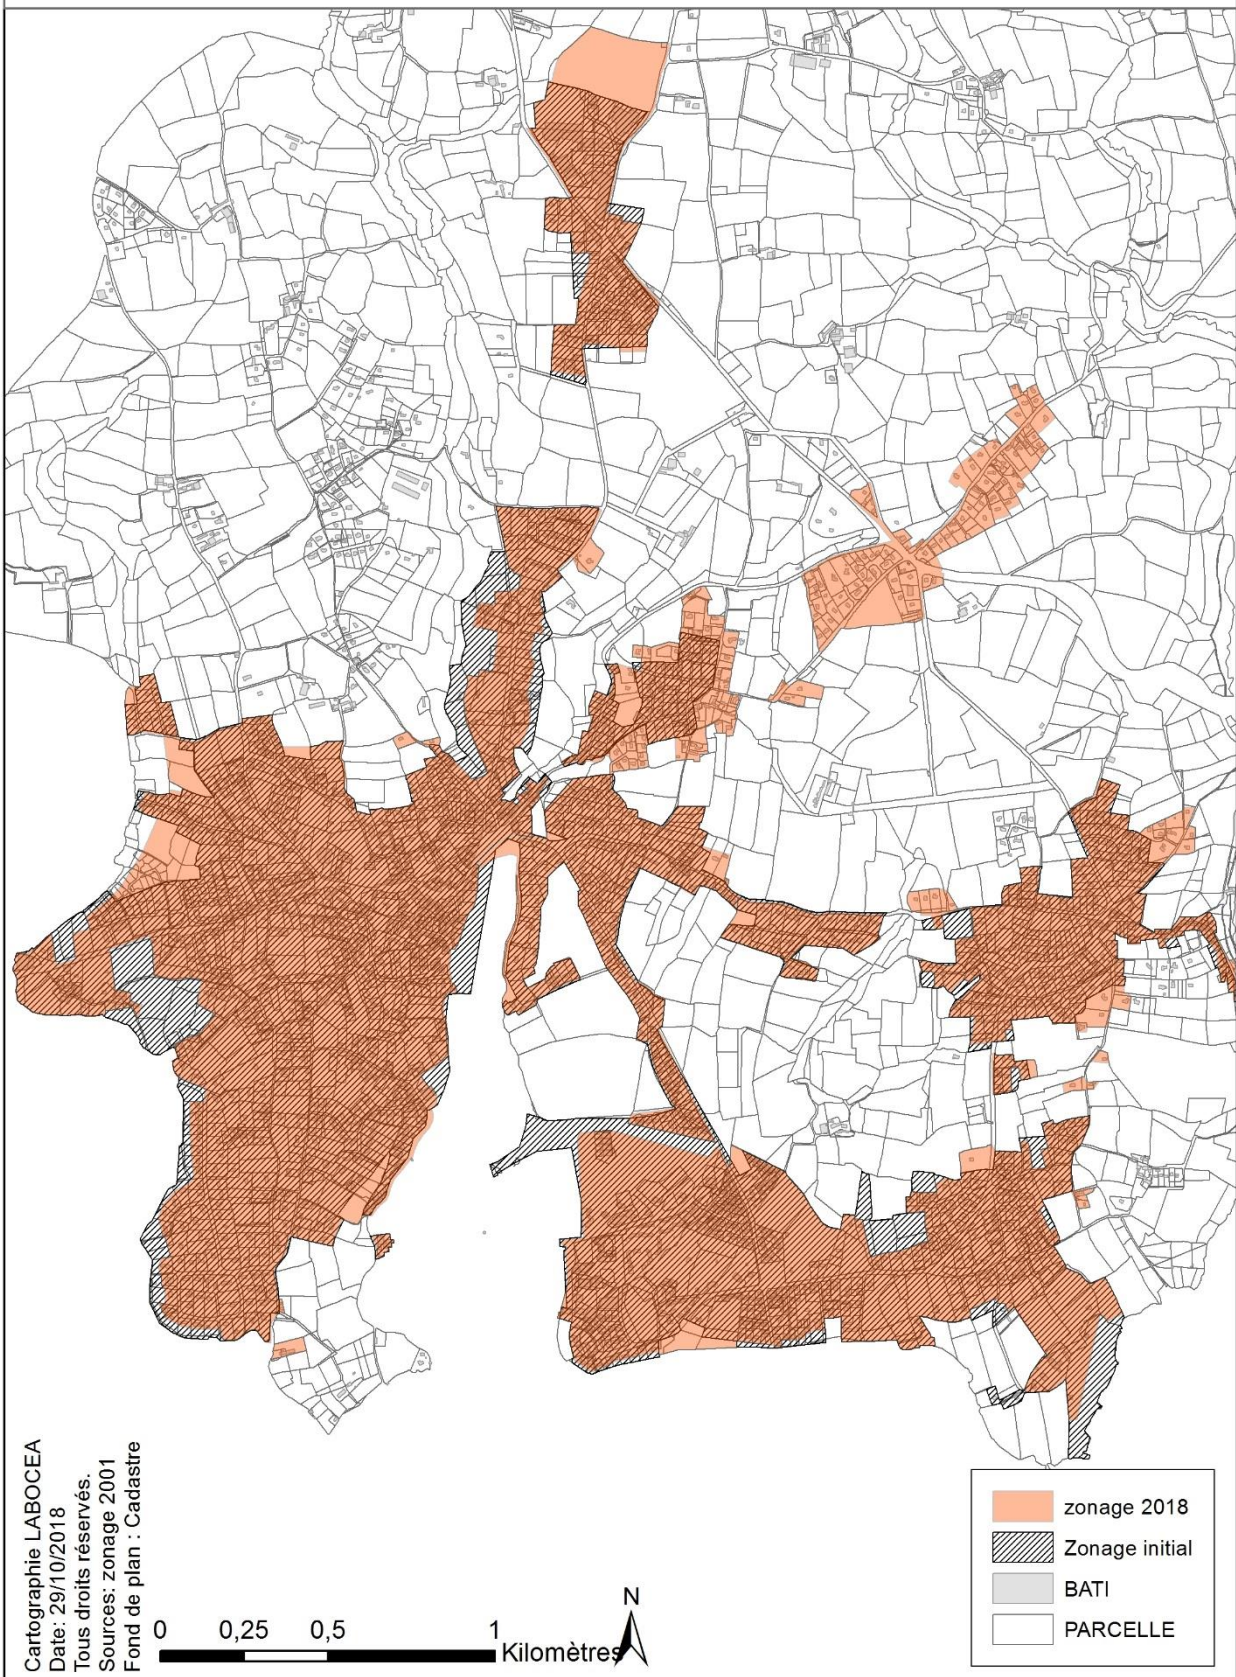 zonage 2018
Zonage initial
BATI
PARCELLE
Cartographie LABOCEA
Date: 29/10/2018
Tous droits réservés.
Sources: zonage 2001
Fond de plan : Cadastre
0 0,25 0,5 1
Kilomètres
N